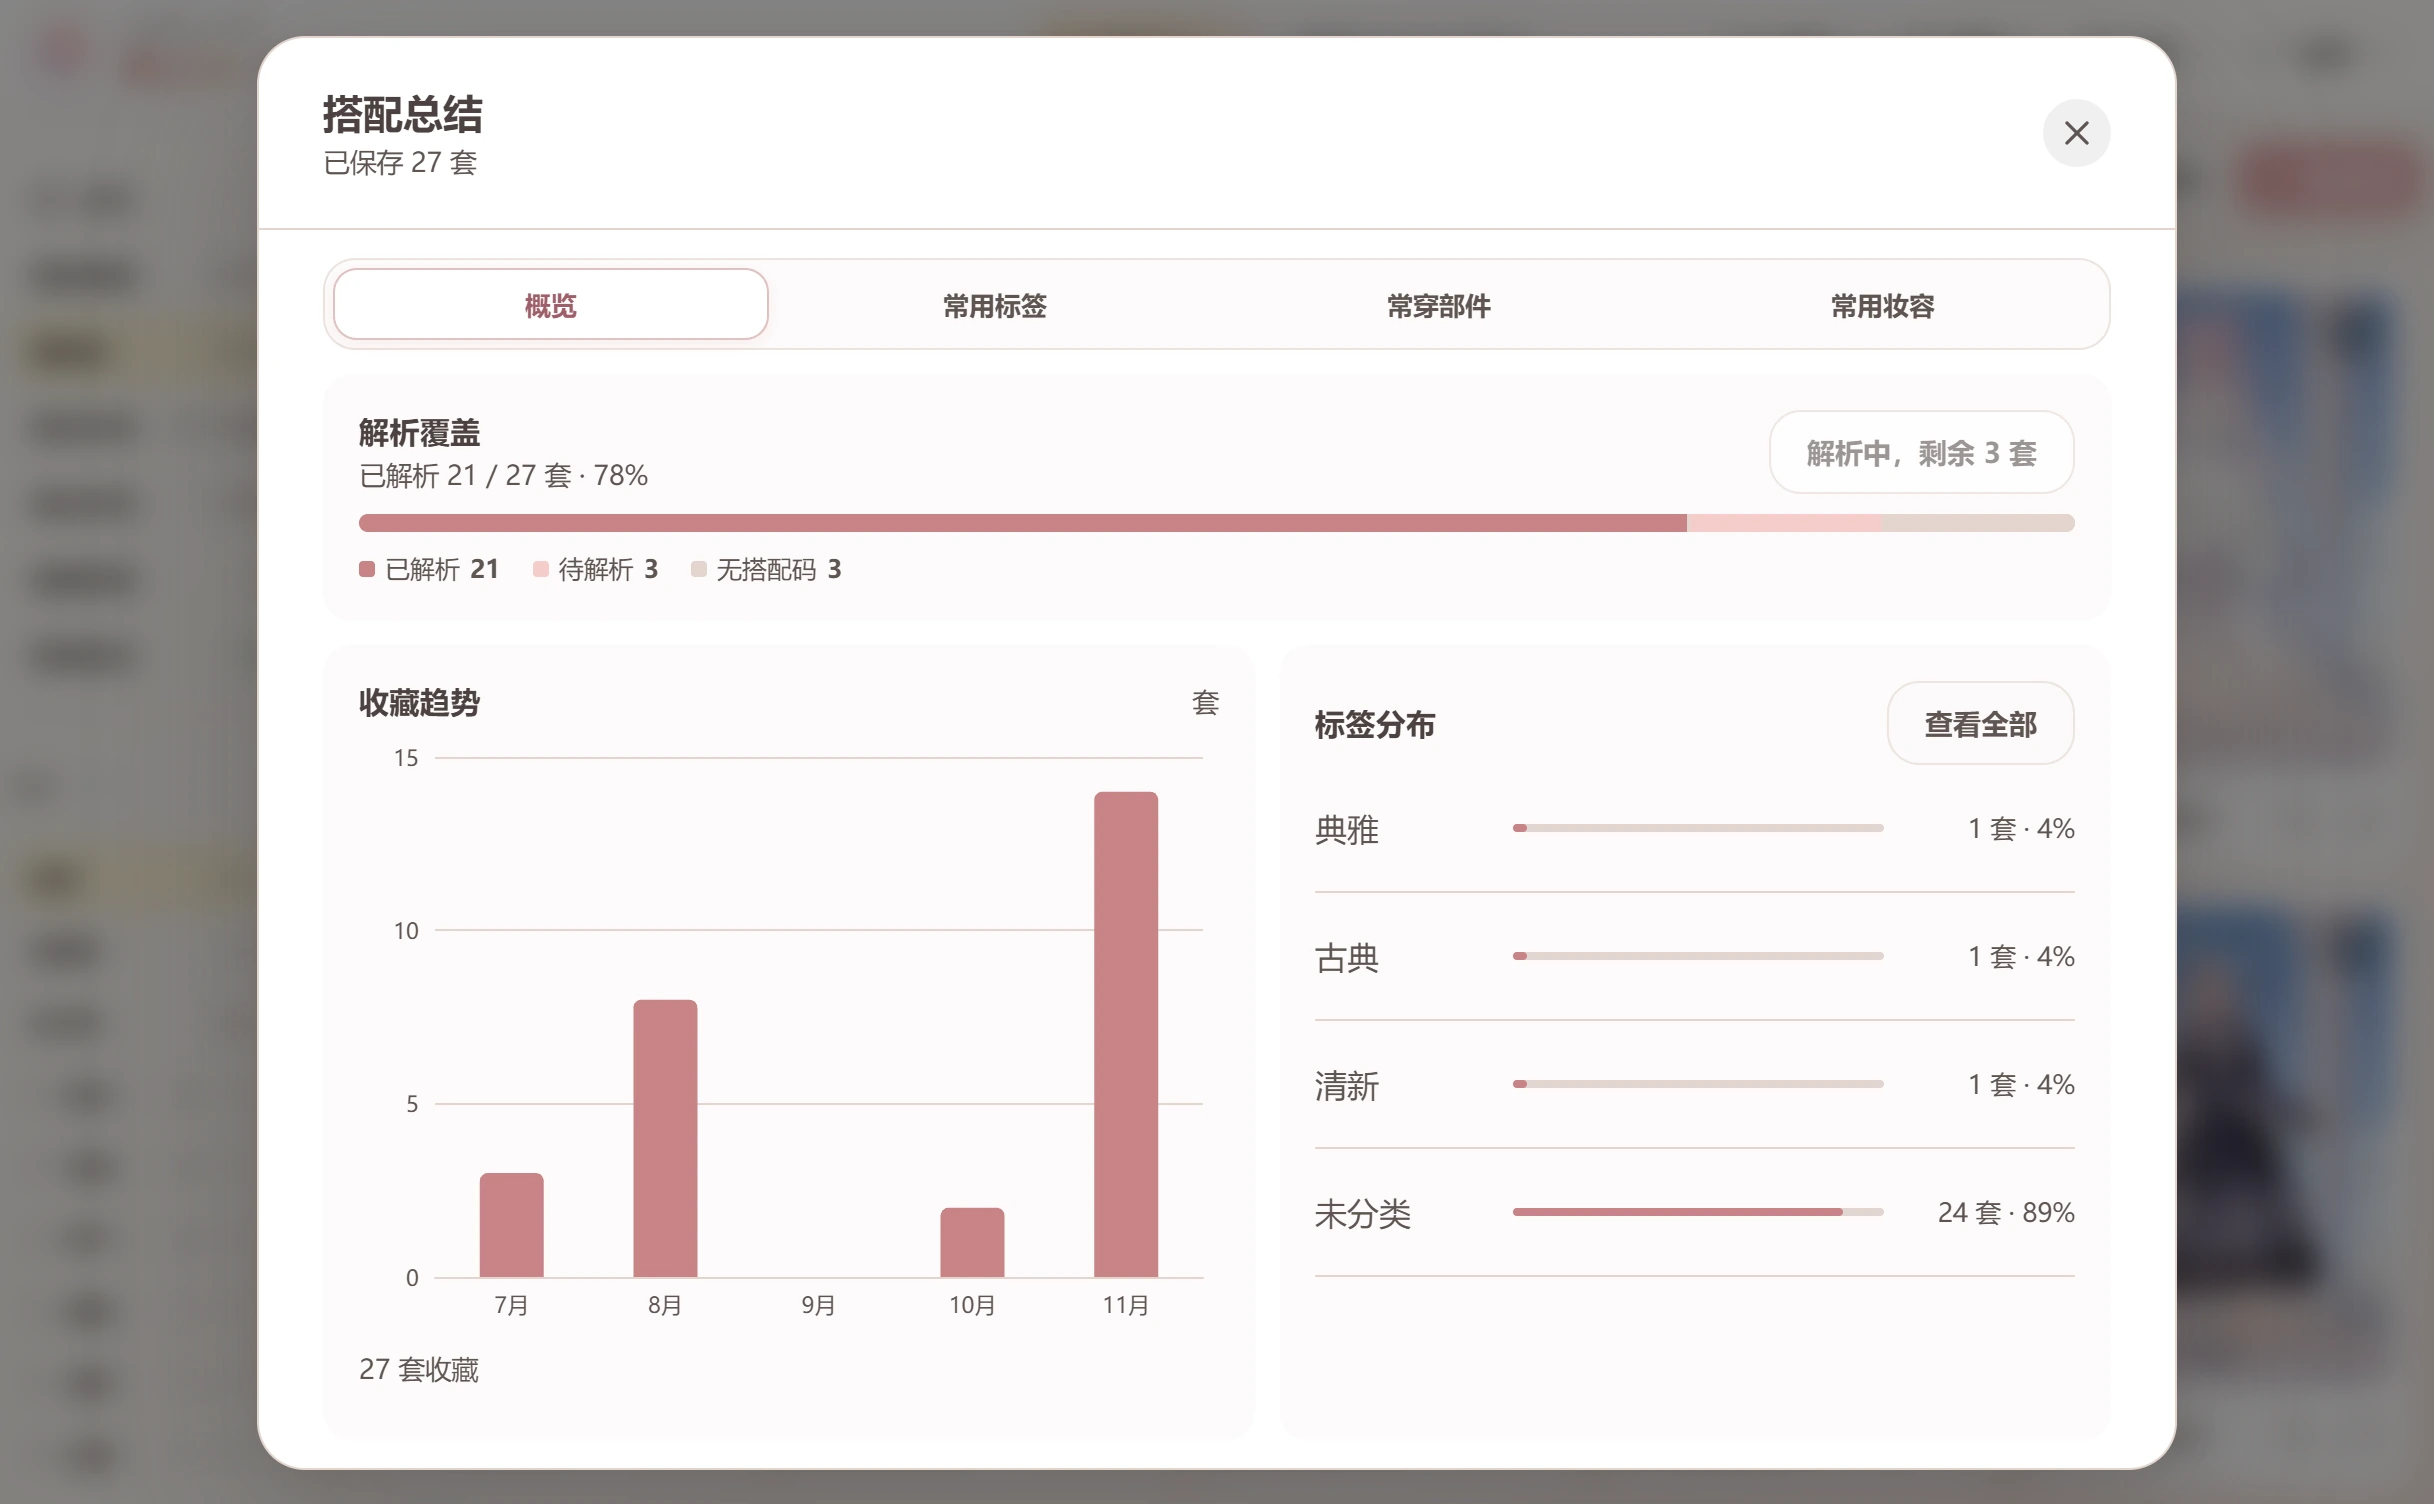 搭配总结
已保存 27 套
概览
常用标签
常穿部件
常用妆容
解析覆盖
已解析 21 / 27 套 · 78%
解析中，剩余 3 套
已解析 21
待解析 3
无搭配码 3
收藏趋势
套
15
10
5
0
7月
8月
9月
10月
11月
27 套收藏
标签分布
查看全部
典雅
1 套 · 4%
古典
1 套 · 4%
清新
1 套 · 4%
未分类
24 套 · 89%